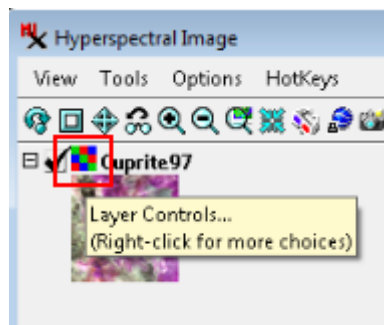 Hyperspectral Image
View Tools Options HotKeys
Cuprite97
Layer Controls...
(Right-click for more choices)